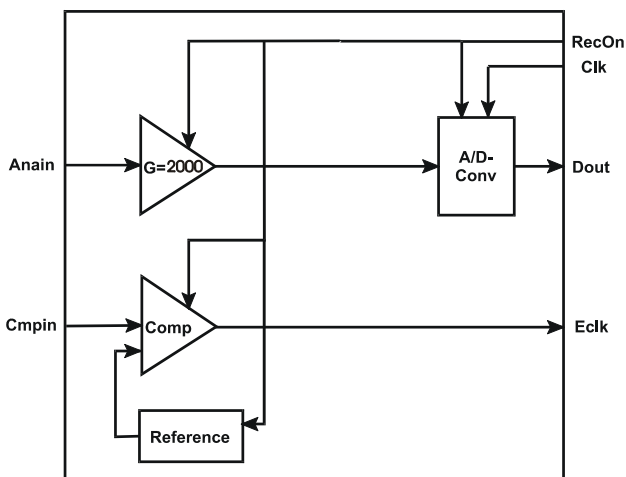 RecOn
Clk
Anain
G=2000
A/D-
Conv
Dout
Cmpin
Comp
Eclk
Reference